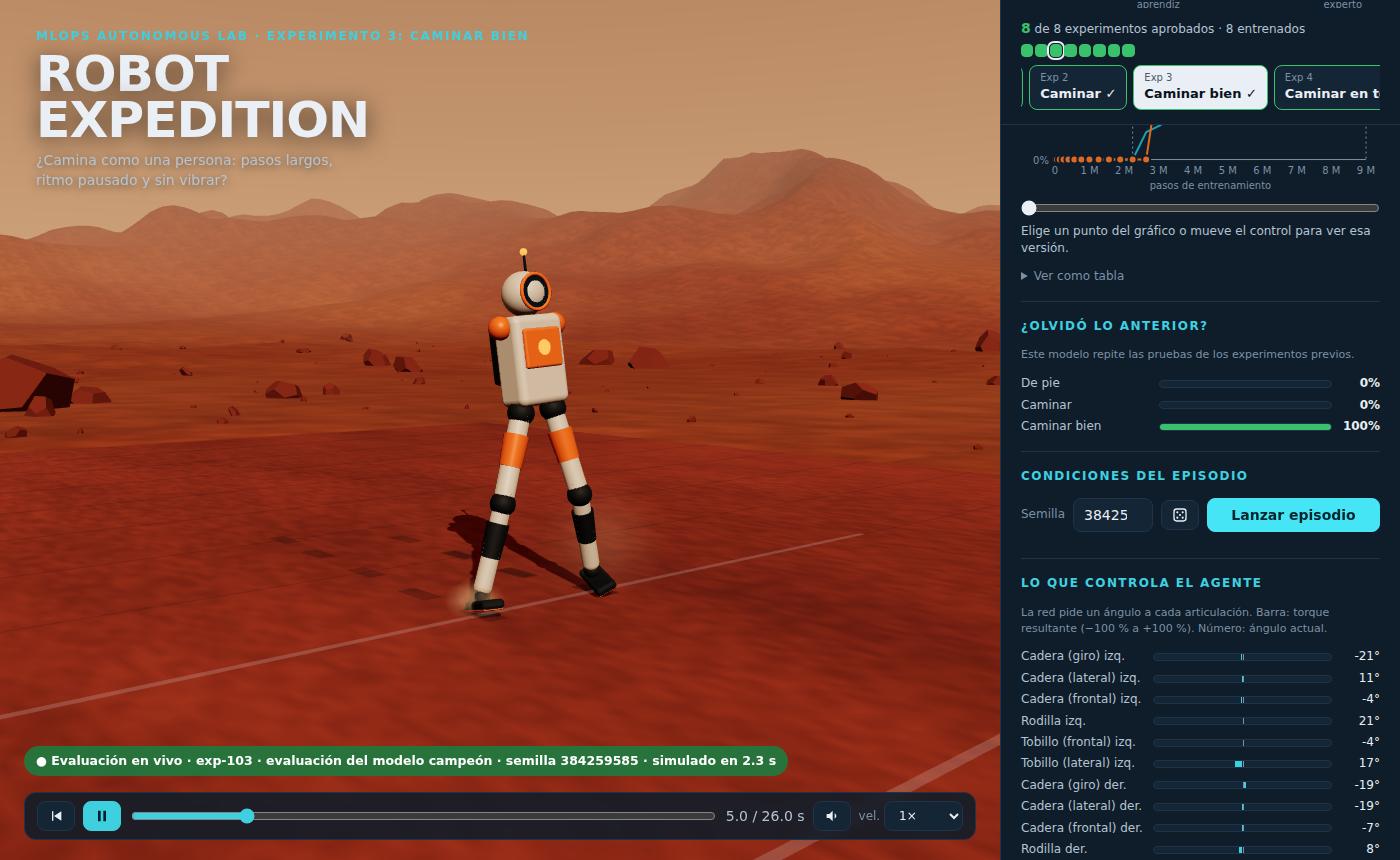 MLOPS AUTONOMOUS LAB · EXPERIMENTO 3: CAMINAR BIEN
ROBOT
EXPEDITION
¿Camina como una persona: pasos largos,
ritmo pausado y sin vibrar?
● Evaluación en vivo · exp-103 · evaluación del modelo campeón · semilla 384259585 · simulado en 2.3 s
5.0 / 26.0 s
vel.
1×
aprendiz experto
8 de 8 experimentos aprobados · 8 entrenados
Exp 2
Caminar ✓
Exp 3
Caminar bien ✓
Exp 4
Caminar en t
0%
0 1 M 2 M 3 M 4 M 5 M 6 M 7 M 8 M 9 M
pasos de entrenamiento
Elige un punto del gráfico o mueve el control para ver esa
versión.
▶ Ver como tabla
¿OLVIDÓ LO ANTERIOR?
Este modelo repite las pruebas de los experimentos previos.
De pie 0%
Caminar 0%
Caminar bien 100%
CONDICIONES DEL EPISODIO
Semilla 38425 Lanzar episodio
LO QUE CONTROLA EL AGENTE
La red pide un ángulo a cada articulación. Barra: torque
resultante (−100 % a +100 %). Número: ángulo actual.
Cadera (giro) izq. -21°
Cadera (lateral) izq. 11°
Cadera (frontal) izq. -4°
Rodilla izq. 21°
Tobillo (frontal) izq. -4°
Tobillo (lateral) izq. 17°
Cadera (giro) der. -19°
Cadera (lateral) der. -19°
Cadera (frontal) der. -7°
Rodilla der. 8°